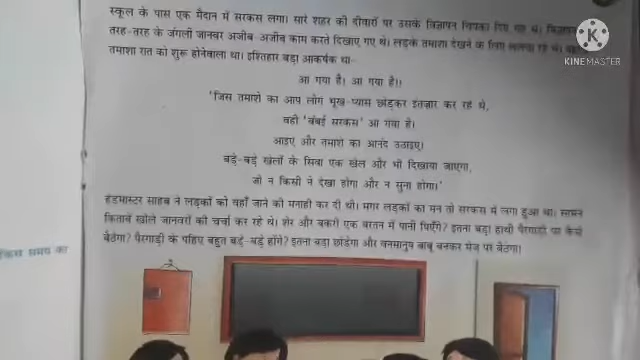 स्कूल के पास एक मैदान में सरकस लगा। सारे शहर की दीवारों पर उसके विज्ञापन चिपका दिए गए थे। विज्ञापन
तरह-तरह के जंगली जानवर अजीब-अजीब काम करते दिखाए गए थे। लड़के तमाशा देखने के लिए ललचा रहे थे।
तमाशा रात को शुरू होनेवाला था। इश्तिहार बड़ा आकर्षक था-
आ गया है! आ गया है!!
'जिस तमाशे का आप लोग भूख-प्यास छोड़कर इंतज़ार कर रहे थे,
वही 'बंबई सरकस' आ गया है।
आइए और तमाशे का आनंद उठाइए।
बड़े-बड़े खेलों के सिवा एक खेल और भी दिखाया जाएगा,
जो न किसी ने देखा होगा और न सुना होगा।'
हेडमास्टर साहब ने लड़कों को वहाँ जाने की मनाही कर दी थी। मगर लड़कों का मन तो सरकस में लगा हुआ था। सामने
किताबें खोले जानवरों की चर्चा कर रहे थे। शेर और बकरी एक बरतन में पानी पिएँगे? इतना बड़ा हाथी पैरगाड़ी पर कैसे
बैठेगा? पैरगाड़ी के पहिए बहुत बड़े-बड़े होंगे? इतना बड़ा छोड़ेगा और वनमानुष बाबू बनकर मेज़ पर बैठेगा!
किस समय का
KINEMASTER